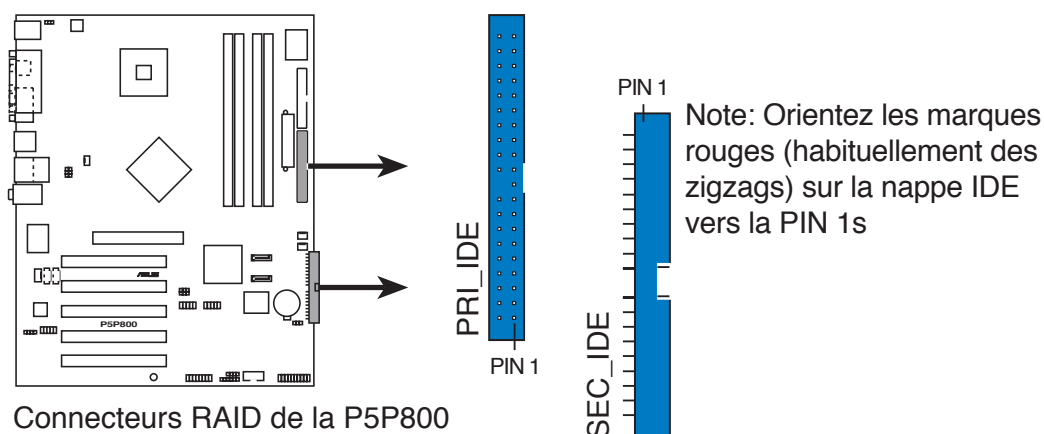 ASUS
P5P800
Connecteurs RAID de la P5P800
PRI_IDE
PIN 1
PIN 1
SEC_IDE
Note: Orientez les marques
rouges (habituellement des
zigzags) sur la nappe IDE
vers la PIN 1s